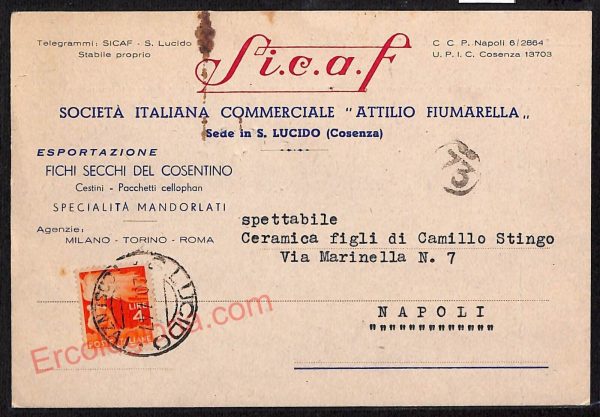 Telegrammi: SICAF - S. Lucido
Stabile proprio
S.i.c.a.f
C. C. P. Napoli 6/2864
U. P. I. C. Cosenza 13703
SOCIETÀ ITALIANA COMMERCIALE "ATTILIO FIUMARELLA„
Sede in S. LUCIDO (Cosenza)
ESPORTAZIONE
FICHI SECCHI DEL COSENTINO
Cestini - Pacchetti cellophan
SPECIALITÀ MANDORLATI
Agenzie:
MILANO - TORINO - ROMA
73
spettabile
Ceramica figli di Camillo Stingo
Via Marinella N. 7
NAPOLI
"""""""""""""
LIRE
4
LUCIDO